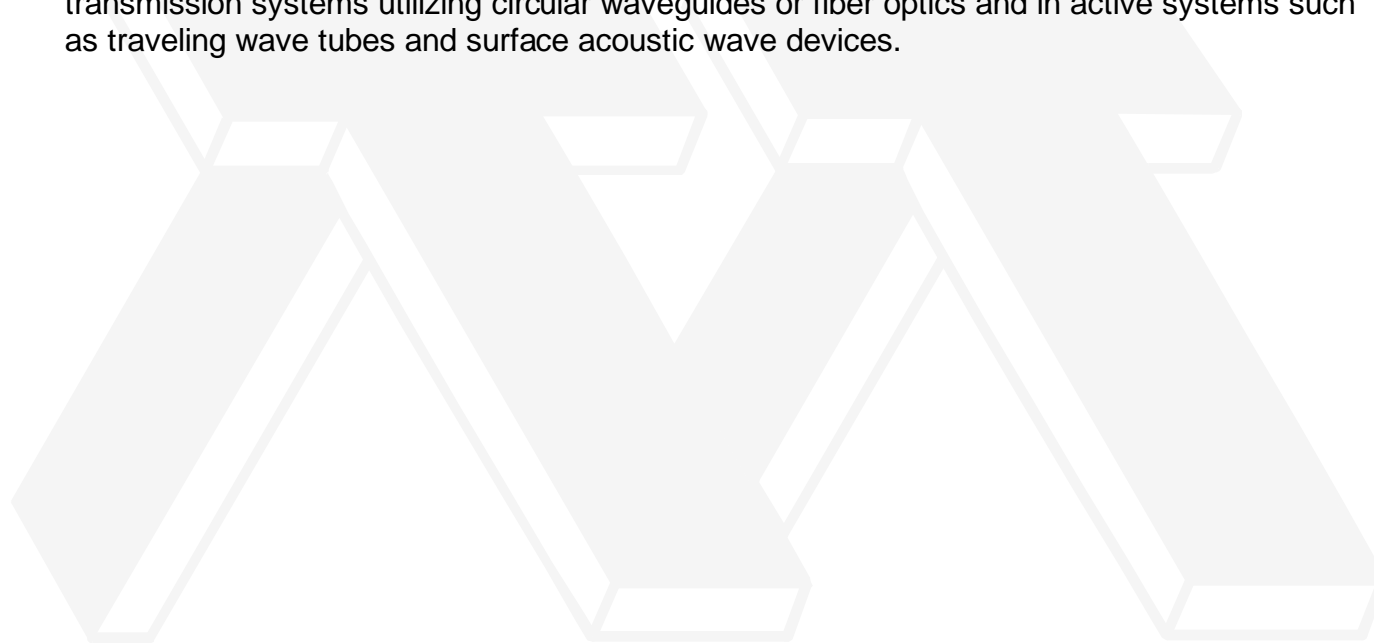 transmission systems utilizing circular waveguides or fiber optics and in active systems such
as traveling wave tubes and surface acoustic wave devices.